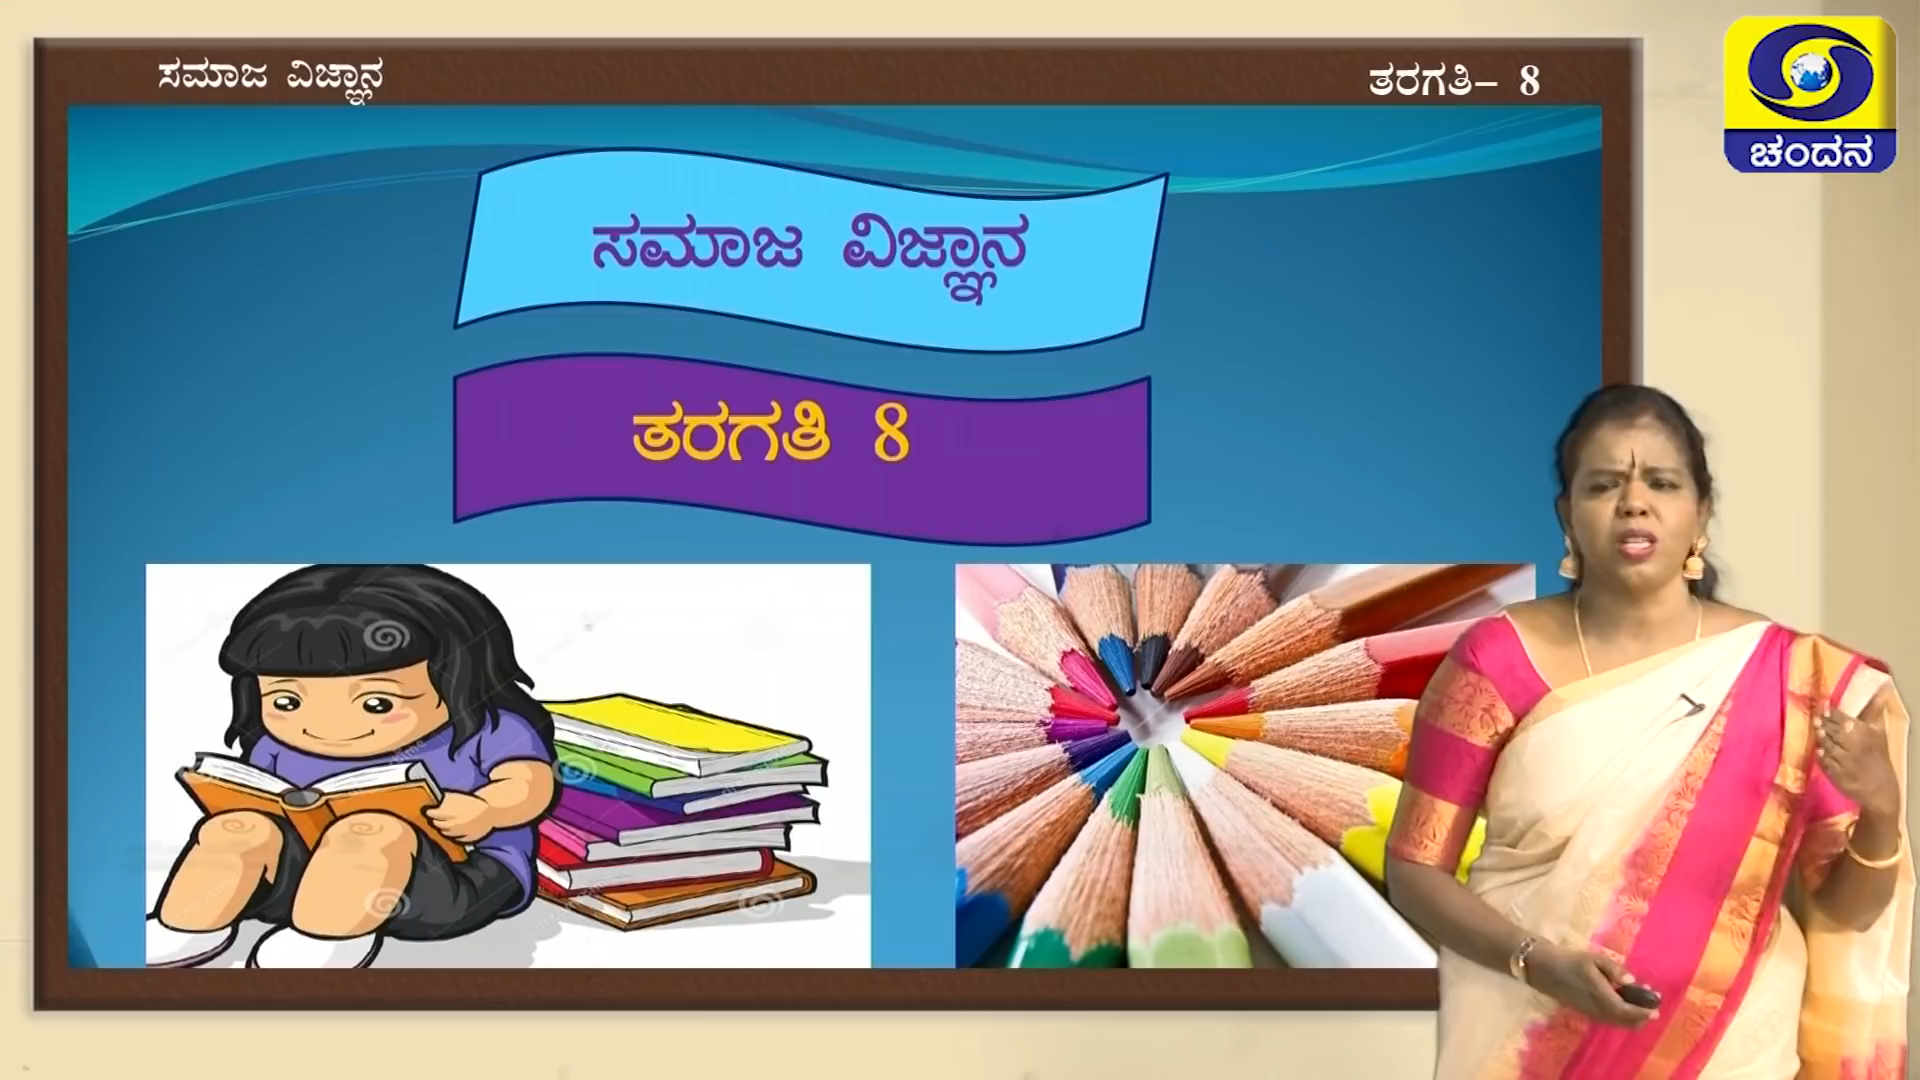 ಸಮಾಜ ವಿಜ್ಞಾನ
ತರಗತಿ– 8
ಚಂದನ
ಸಮಾಜ ವಿಜ್ಞಾನ
ತರಗತಿ 8